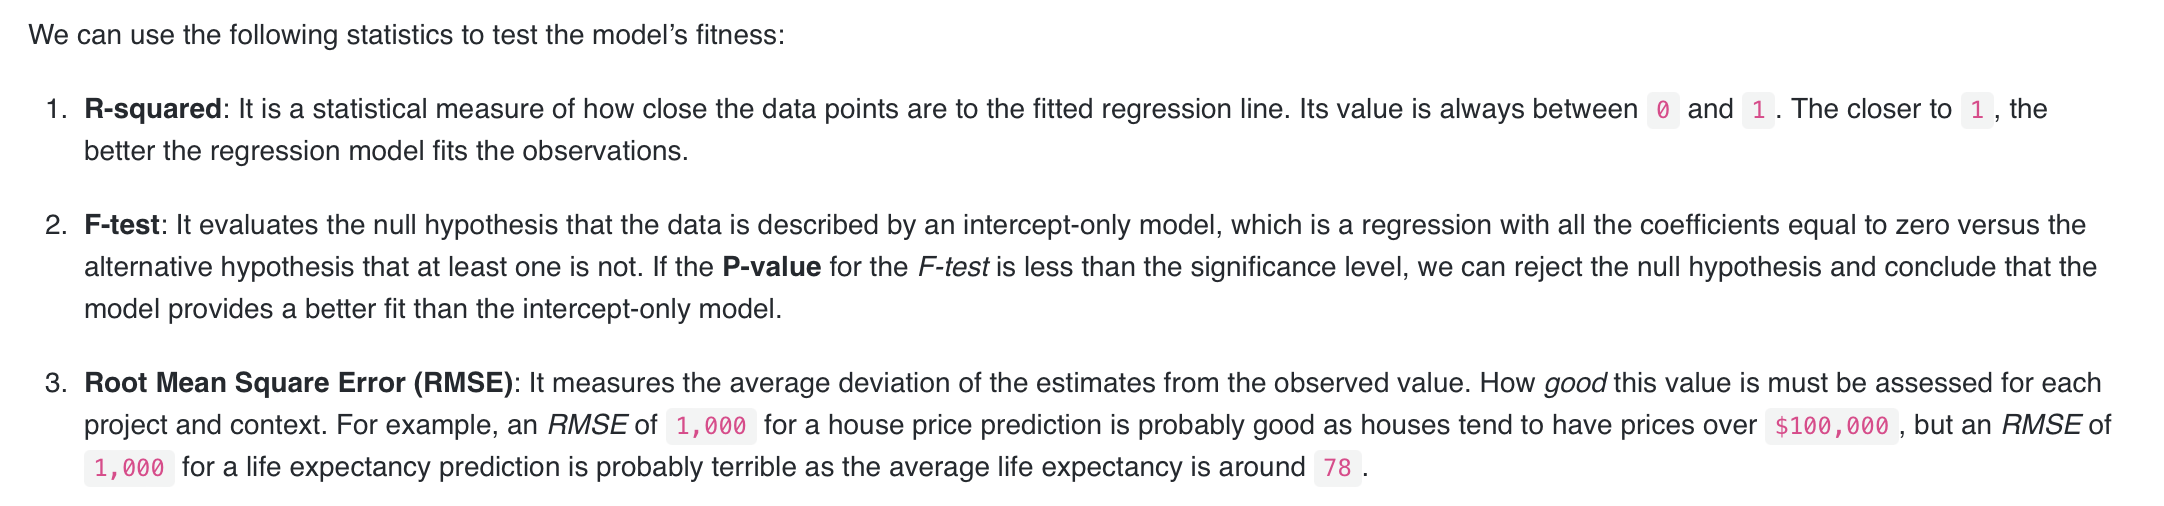 We can use the following statistics to test the model’s fitness:
1. R-squared: It is a statistical measure of how close the data points are to the fitted regression line. Its value is always between 0 and 1. The closer to 1, the
better the regression model fits the observations.
2. F-test: It evaluates the null hypothesis that the data is described by an intercept-only model, which is a regression with all the coefficients equal to zero versus the
alternative hypothesis that at least one is not. If the P-value for the F-test is less than the significance level, we can reject the null hypothesis and conclude that the
model provides a better fit than the intercept-only model.
3. Root Mean Square Error (RMSE): It measures the average deviation of the estimates from the observed value. How good this value is must be assessed for each
project and context. For example, an RMSE of 1,000 for a house price prediction is probably good as houses tend to have prices over $100,000, but an RMSE of
1,000 for a life expectancy prediction is probably terrible as the average life expectancy is around 78.